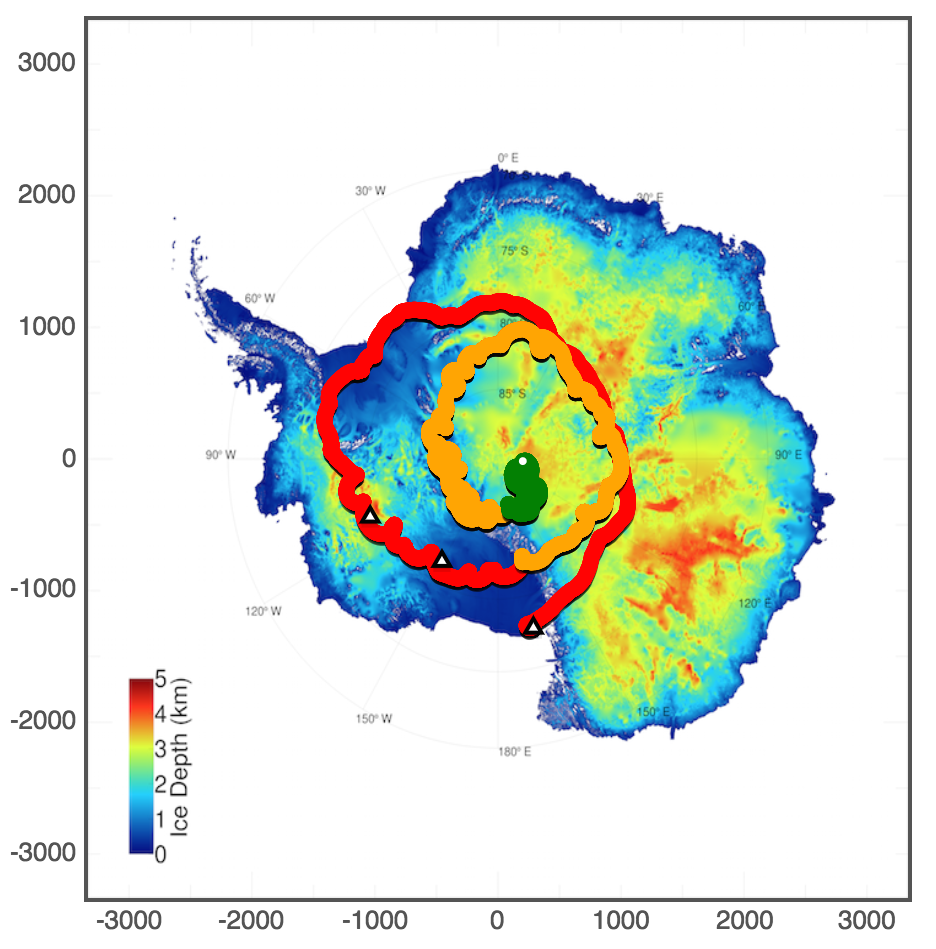 3000
2000
1000
0
-1000
-2000
-3000
0° E
30° W
30° E
75° S
60° W
60° E
80°
85° S
90° W
90° E
120° W
120° E
150° W
150° E
180° E
5
4
3
2
1
0
Ice Depth (km)
-3000 -2000 -1000 0 1000 2000 3000